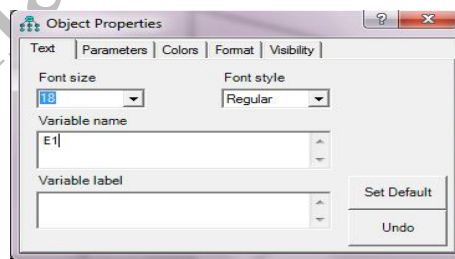 Object Properties
Text Parameters Colors Format Visibility
Font size Font style
18 Regular
Variable name
E1
Variable label
Set Default
Undo